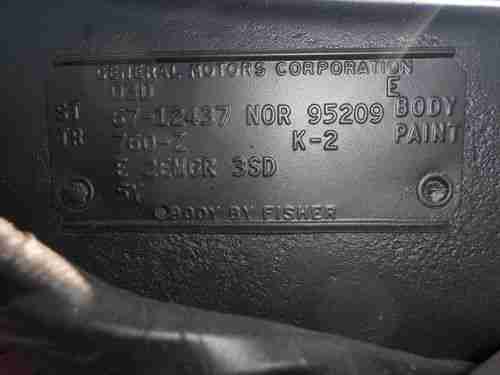 GENERAL MOTORS CORPORATION
E
ST 67-12437 NOR 95209 BODY
TR 760-Z K-2 PAINT
3SD
BODY BY FISHER